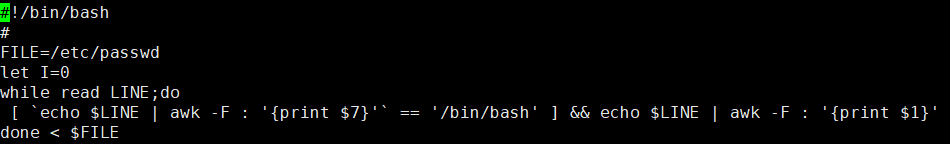 #!/bin/bash
#
FILE=/etc/passwd
let I=0
while read LINE;do
 [ `echo $LINE | awk -F : '{print $7}'` == '/bin/bash' ] && echo $LINE | awk -F : '{print $1}'
done < $FILE